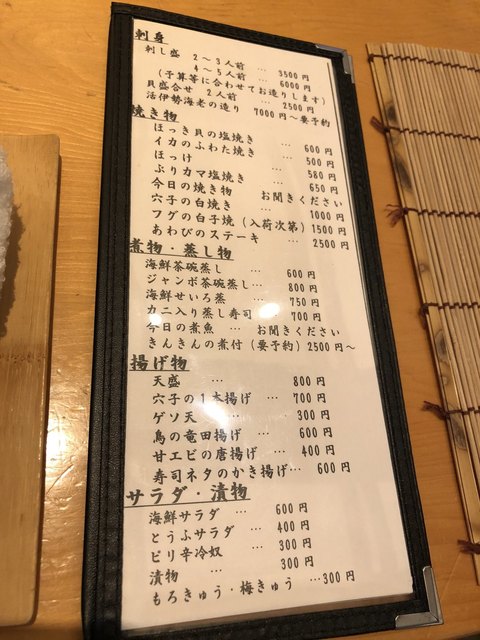 刺身
刺し盛 2～3人前 … 3500円
4～5人前 … 6000円
(予算等に合わせてお造りします)
貝盛合せ 2人前 … 2500円
活伊勢海老の造り 7000円～要予約
焼き物
ほっき貝の塩焼き … 600円
イカのふわた焼き … 500円
ほっけ … 580円
ぶりカマ塩焼き … 650円
今日の焼き物 お聞きください
穴子の白焼き … 1000円
フグの白子焼(入荷次第) 1500円
あわびのステーキ … 2500円
煮物・蒸し物
海鮮茶碗蒸し … 600円
ジャンボ茶碗蒸し… 800円
海鮮せいろ蒸 … 750円
カニ入り蒸し寿司… 700円
今日の煮魚 … お聞きください
きんきんの煮付(要予約)2500円～
揚げ物
天盛 … 800円
穴子の1本揚げ … 700円
ゲソ天 … 300円
鳥の竜田揚げ … 600円
甘エビの唐揚げ … 400円
寿司ネタのかき揚げ… 600円
サラダ・漬物
海鮮サラダ … 600円
とうふサラダ … 400円
ピリ辛冷奴 … 300円
漬物 … 300円
もろきゅう・梅きゅう …300円